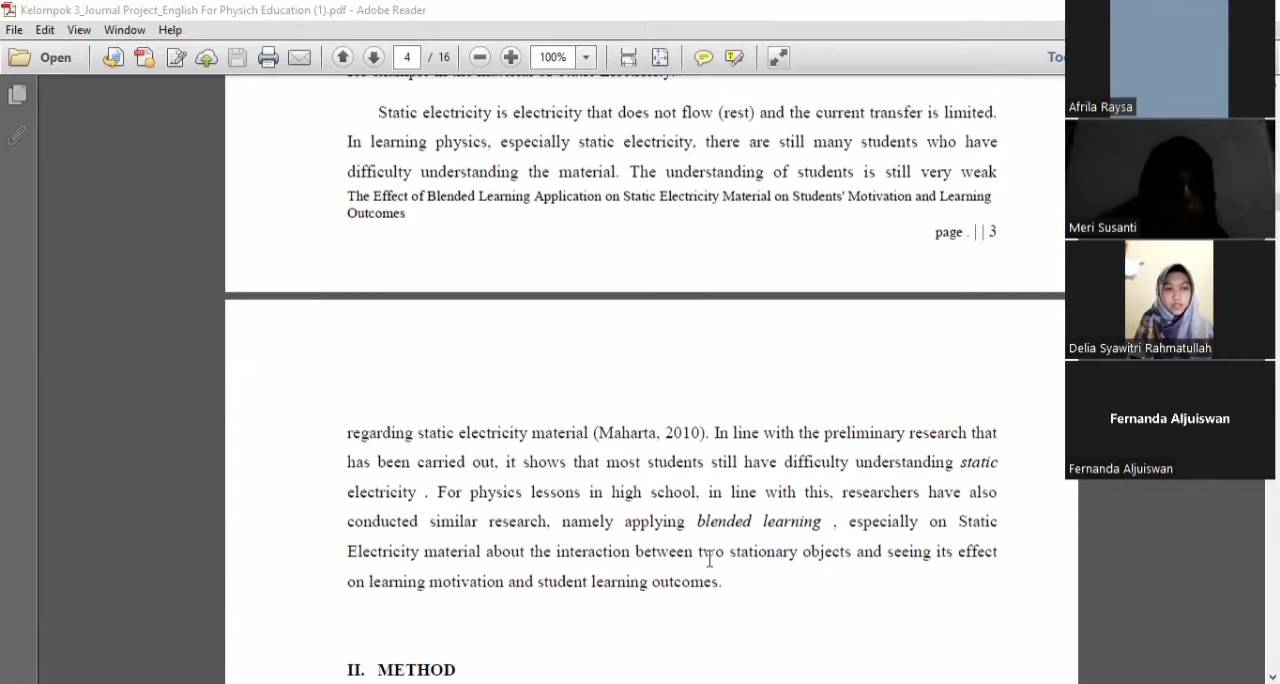 Kelompok 3_Journal Project_English For Physich Education (1).pdf - Adobe Reader
File Edit View Window Help
Open 4 / 16 100%
Static electricity is electricity that does not flow (rest) and the current transfer is limited.
In learning physics, especially static electricity, there are still many students who have
difficulty understanding the material. The understanding of students is still very weak
The Effect of Blended Learning Application on Static Electricity Material on Students' Motivation and Learning
Outcomes
page . || 3
regarding static electricity material (Maharta, 2010). In line with the preliminary research that
has been carried out, it shows that most students still have difficulty understanding static
electricity . For physics lessons in high school, in line with this, researchers have also
conducted similar research, namely applying blended learning , especially on Static
Electricity material about the interaction between two stationary objects and seeing its effect
on learning motivation and student learning outcomes.
II. METHOD
Afrila Raysa
Meri Susanti
Delia Syawitri Rahmatullah
Fernanda Aljuiswan
Fernanda Aljuiswan